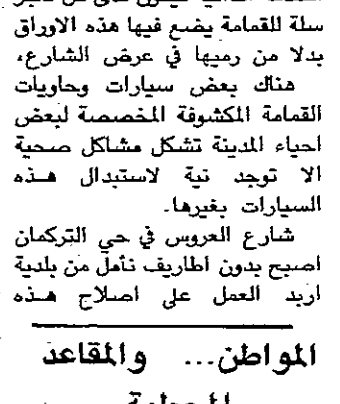 سلة للقمامة يضع فيها هذه الاوراق
بدلا من رميها في عرض الشارع،
هناك بعض سيارات وحاويات
القمامة المكشوفة المخصصة لبعض
احياء المدينة تشكل مشاكل صحية
الا توجد نية لاستبدال هذه
السيارات بغيرها.
شارع العروس في حي التركمان
اصبح بدون اطاريف نأمل من بلدية
اربد العمل على اصلاح هذه
المواطن... والمقاعد